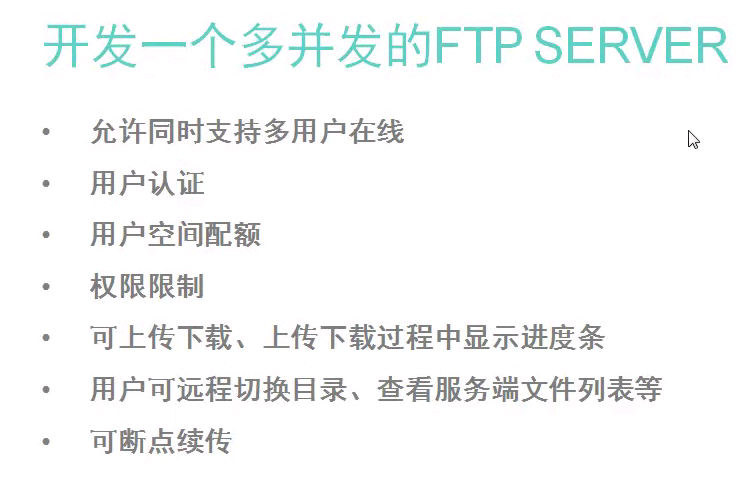 开发一个多并发的FTP SERVER
• 允许同时支持多用户在线
• 用户认证
• 用户空间配额
• 权限限制
• 可上传下载、上传下载过程中显示进度条
• 用户可远程切换目录、查看服务端文件列表等
• 可断点续传